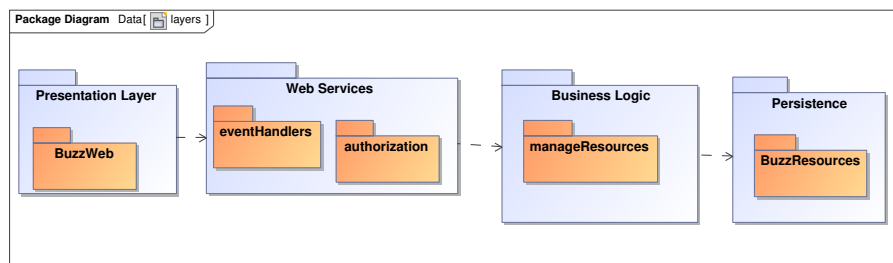 Package Diagram Data[ layers ]
Presentation Layer
BuzzWeb
Web Services
eventHandlers
authorization
Business Logic
manageResources
Persistence
BuzzResources